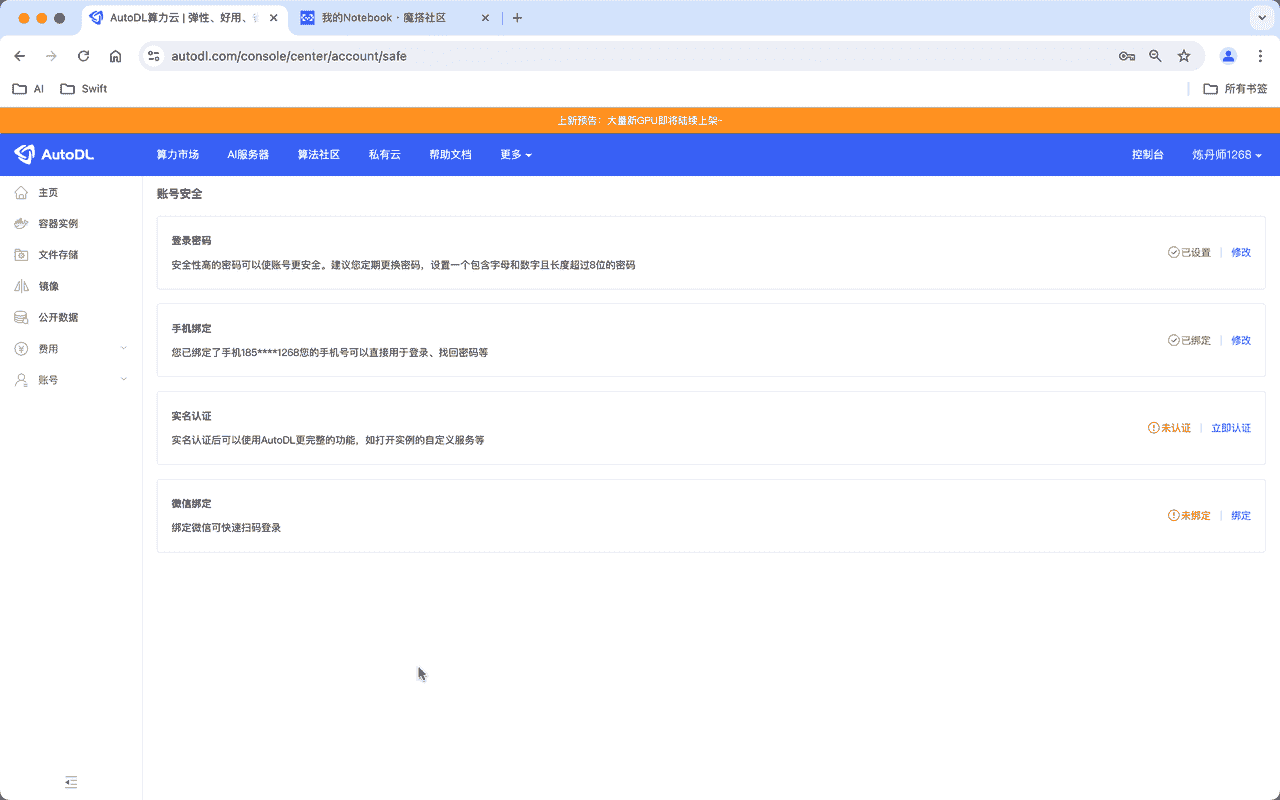 AutoDL算力云 | 弹性、好用、
我的Notebook · 魔搭社区
autodl.com/console/center/account/safe
AI
Swift
所有书签
上新预告：大量新GPU即将陆续上架~
AutoDL
算力市场
AI服务器
算法社区
私有云
帮助文档
更多
控制台
炼丹师1268
主页
容器实例
文件存储
镜像
公开数据
费用
账号
账号安全
登录密码
安全性高的密码可以使账号更安全。建议您定期更换密码，设置一个包含字母和数字且长度超过8位的密码
已设置
修改
手机绑定
您已绑定了手机185****1268您的手机号可以直接用于登录、找回密码等
已绑定
修改
实名认证
实名认证后可以使用AutoDL更完整的功能，如打开实例的自定义服务等
未认证
立即认证
微信绑定
绑定微信可快速扫码登录
未绑定
绑定